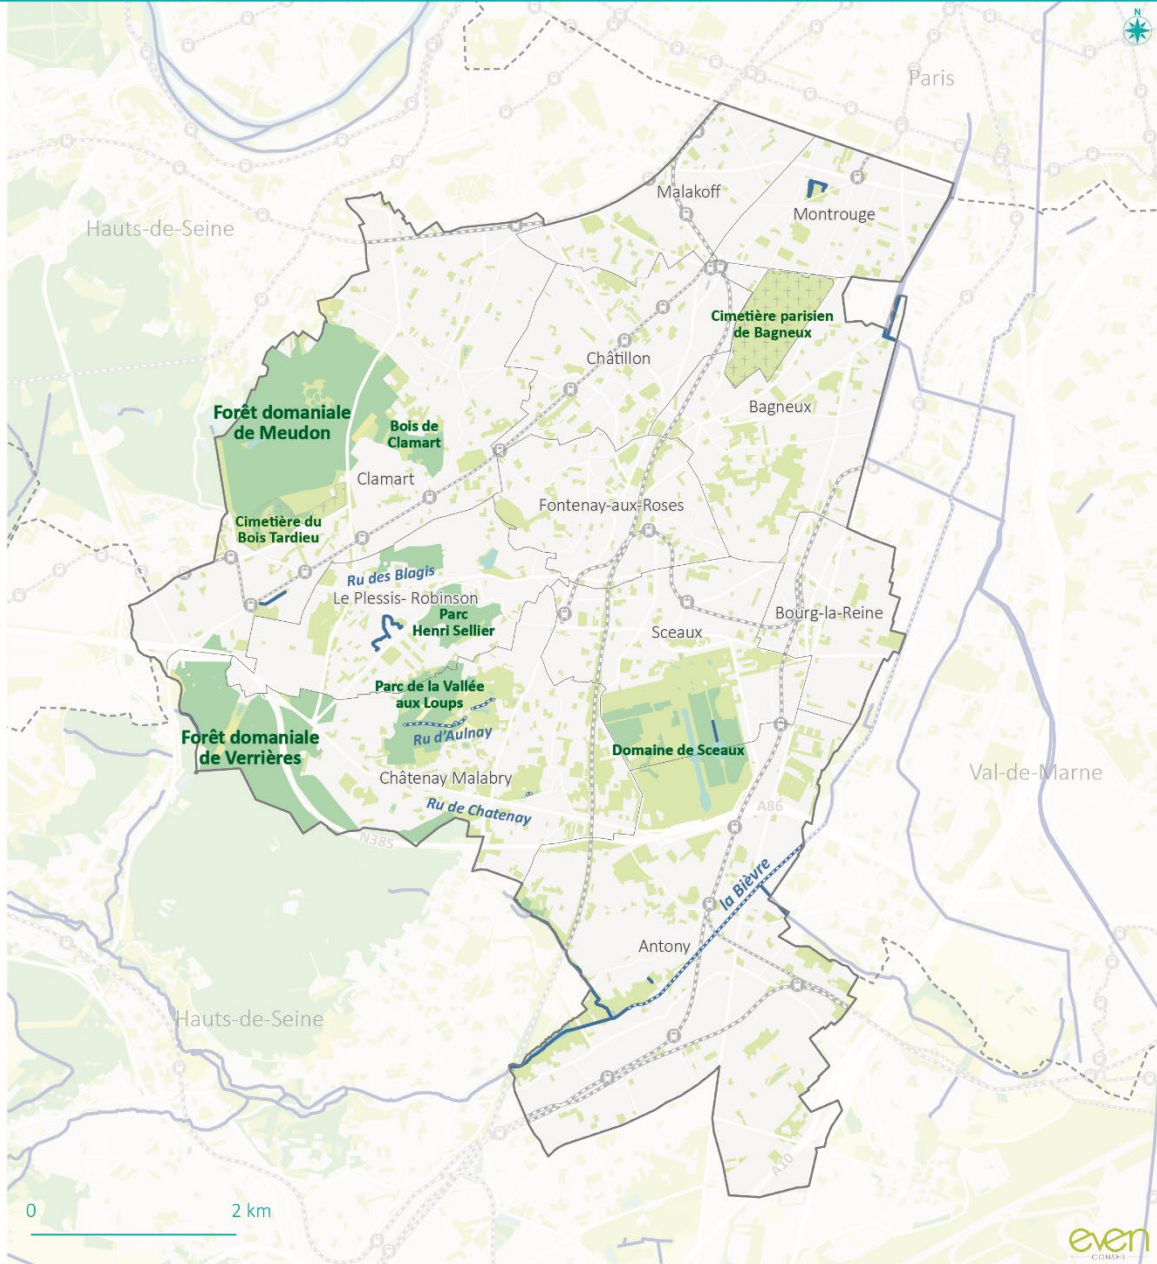 N
Paris
Malakoff
Montrouge
Hauts-de-Seine
Cimetière parisien
de Bagneux
Châtillon
Bagneux
Forêt domaniale
de Meudon
Bois de
Clamart
Clamart
Fontenay-aux-Roses
Cimetière du
Bois Tardieu
Ru des Blagis
Le Plessis- Robinson
Parc
Henri Sellier
Bourg-la-Reine
Sceaux
Parc de la Vallée
aux Loups
Ru d'Aulnay
Forêt domaniale
de Verrières
Domaine de Sceaux
Châtenay Malabry
Val-de-Marne
Ru de Chatenay
A86
N385
la Bièvre
Antony
Hauts-de-Seine
A10
0
2 km
even
CONSEIL